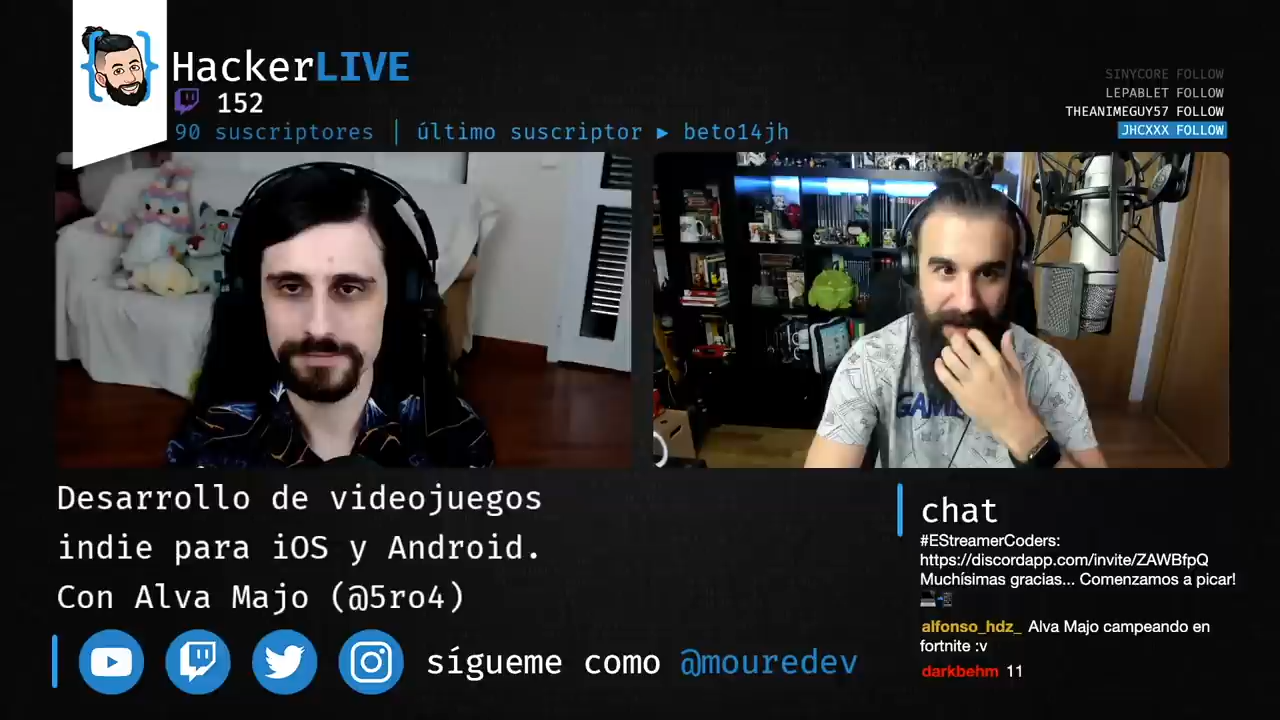 HackerLIVE
152
90 suscriptores | último suscriptor ▸ beto14jh
SINYCORE FOLLOW
LEPABLET FOLLOW
THEANIMEGUY57 FOLLOW
JHCXXX FOLLOW
GAME
Desarrollo de videojuegos
indie para iOS y Android.
Con Alva Majo (@5ro4)
sígueme como @mouredev
chat
#EStreamerCoders:
https://discordapp.com/invite/ZAWBfpQ
Muchísimas gracias... Comenzamos a picar!
alfonso_hdz_ Alva Majo campeando en
fortnite :v
darkbehm 11